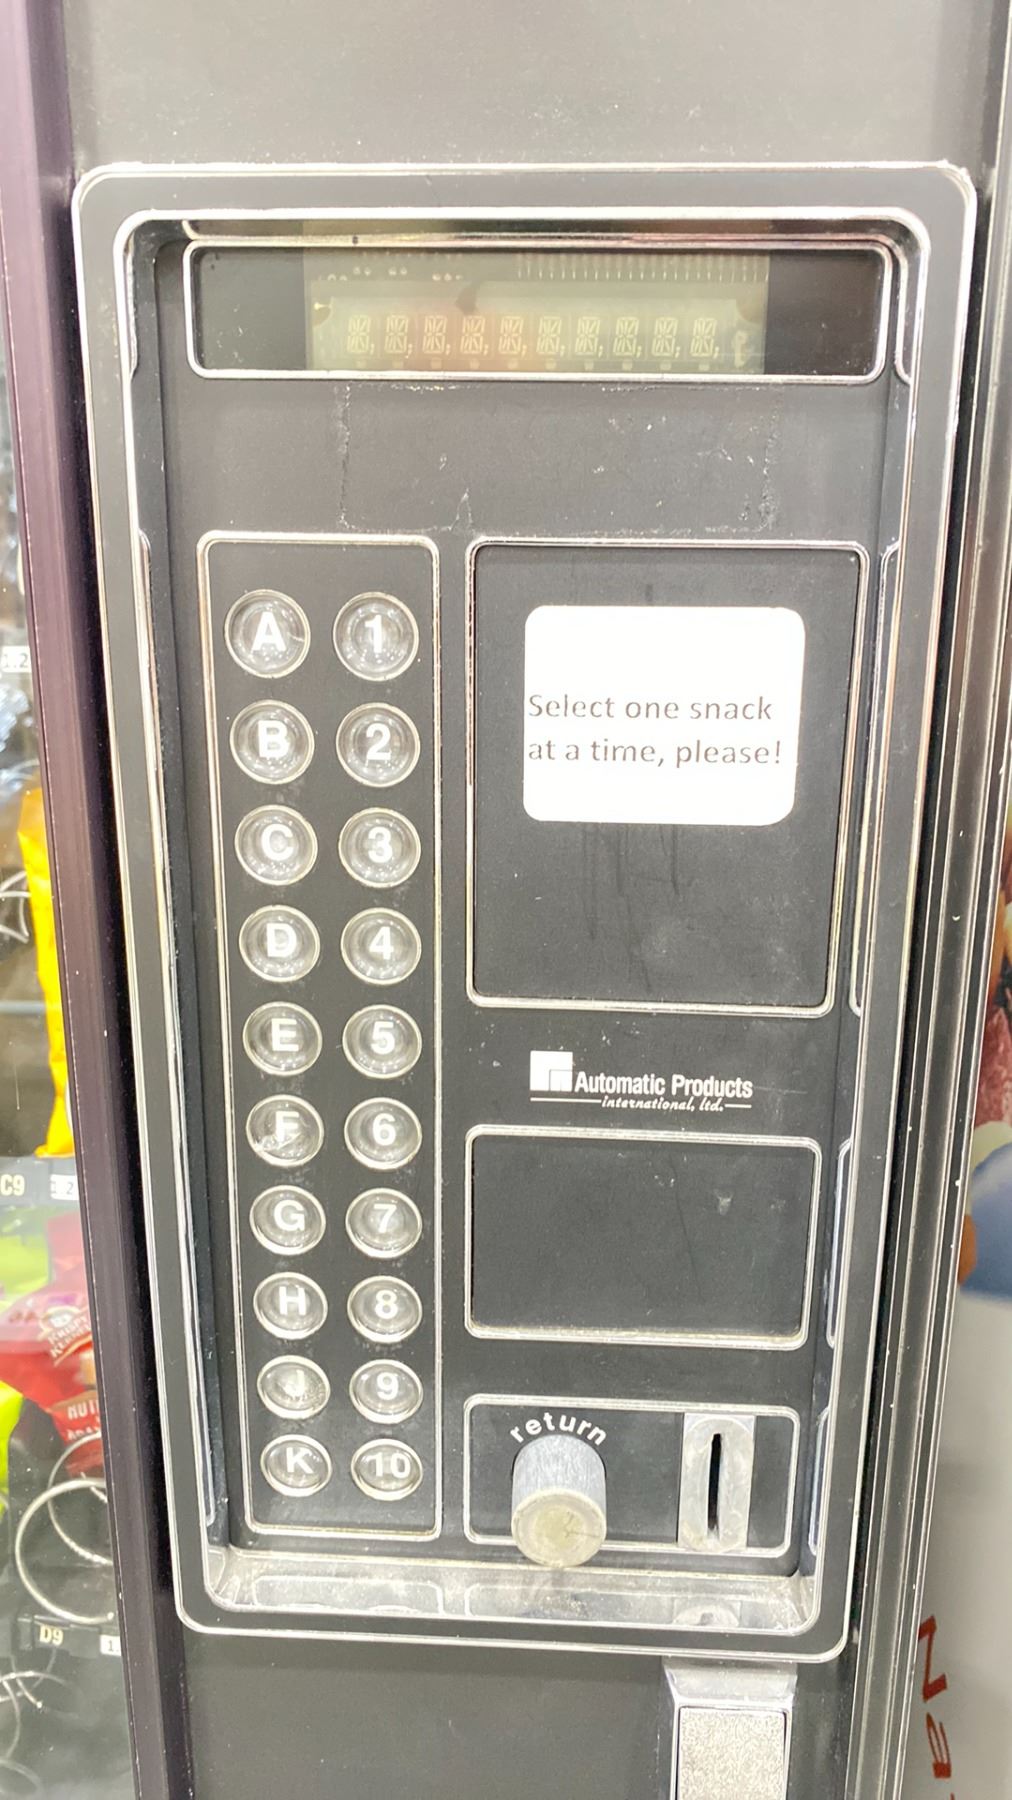 A 1
B 2
C 3
D 4
E 5
F 6
G 7
H 8
J 9
K 10
Select one snack
at a time, please!
Automatic Products
international, ltd.
return
C9
D9